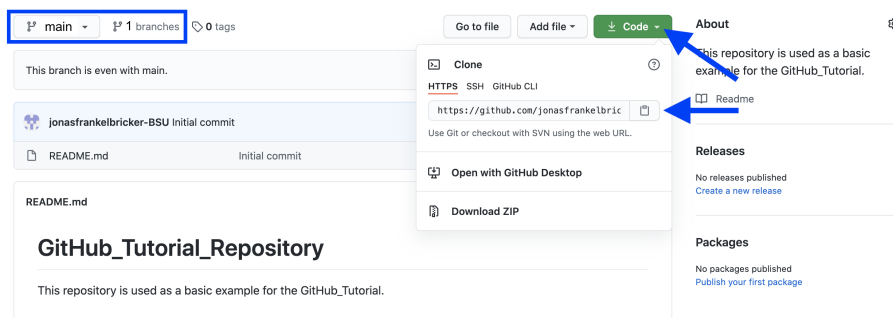 main
1 branches
0 tags
Go to file
Add file
Code
This branch is even with main.
jonasfrankelbricker-BSU Initial commit
README.md
Initial commit
Clone
HTTPS
SSH
GitHub CLI
https://github.com/jonasfrankelbric
Use Git or checkout with SVN using the web URL.
Open with GitHub Desktop
Download ZIP
README.md
GitHub_Tutorial_Repository
This repository is used as a basic example for the GitHub_Tutorial.
About
This repository is used as a basic
example for the GitHub_Tutorial.
Readme
Releases
No releases published
Create a new release
Packages
No packages published
Publish your first package